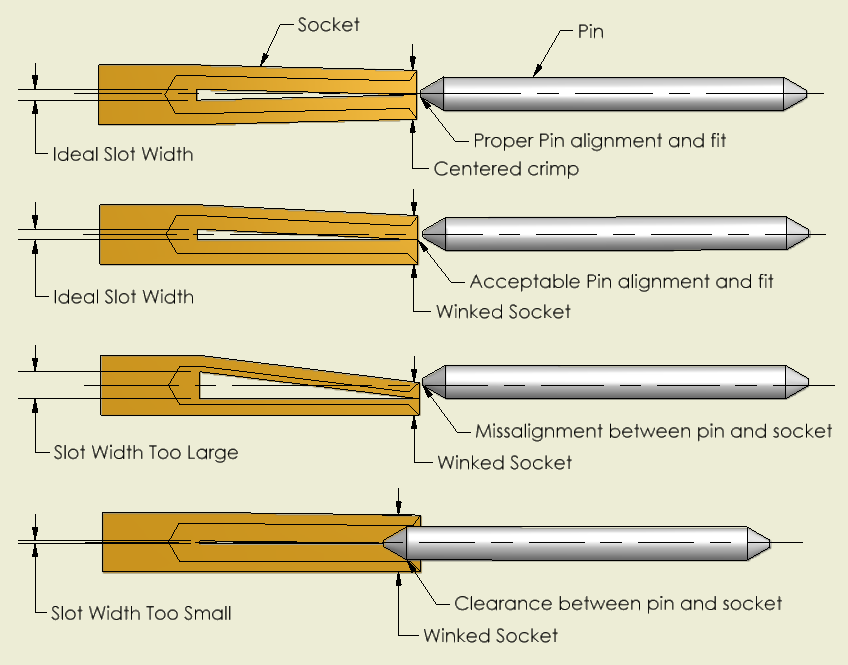 Socket
Pin
Proper Pin alignment and fit
Ideal Slot Width
Centered crimp
Acceptable Pin alignment and fit
Ideal Slot Width
Winked Socket
Missalignment between pin and socket
Slot Width Too Large
Winked Socket
Clearance between pin and socket
Slot Width Too Small
Winked Socket